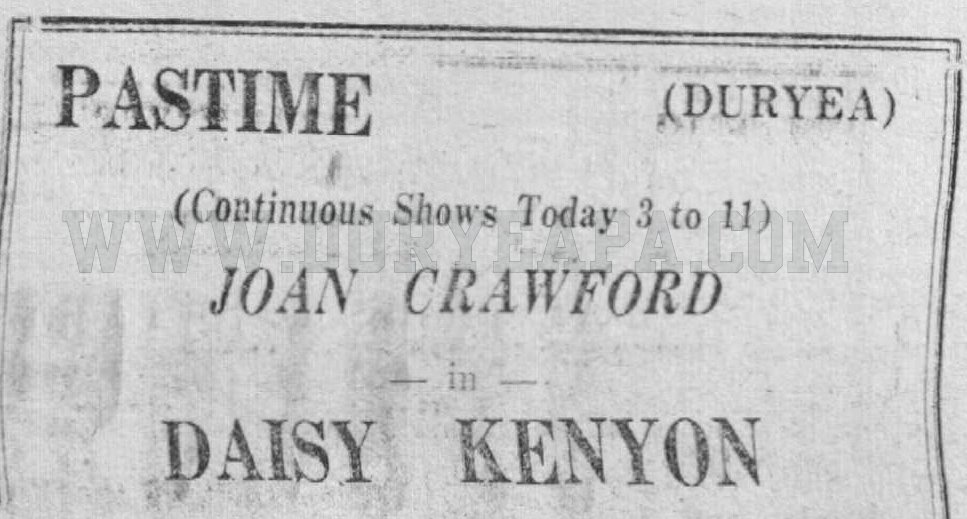 PASTIME (DURYEA)
(Continuous Shows Today 3 to 11)
WWW.DURYEAPA.COM
JOAN CRAWFORD
— in —
DAISY KENYON